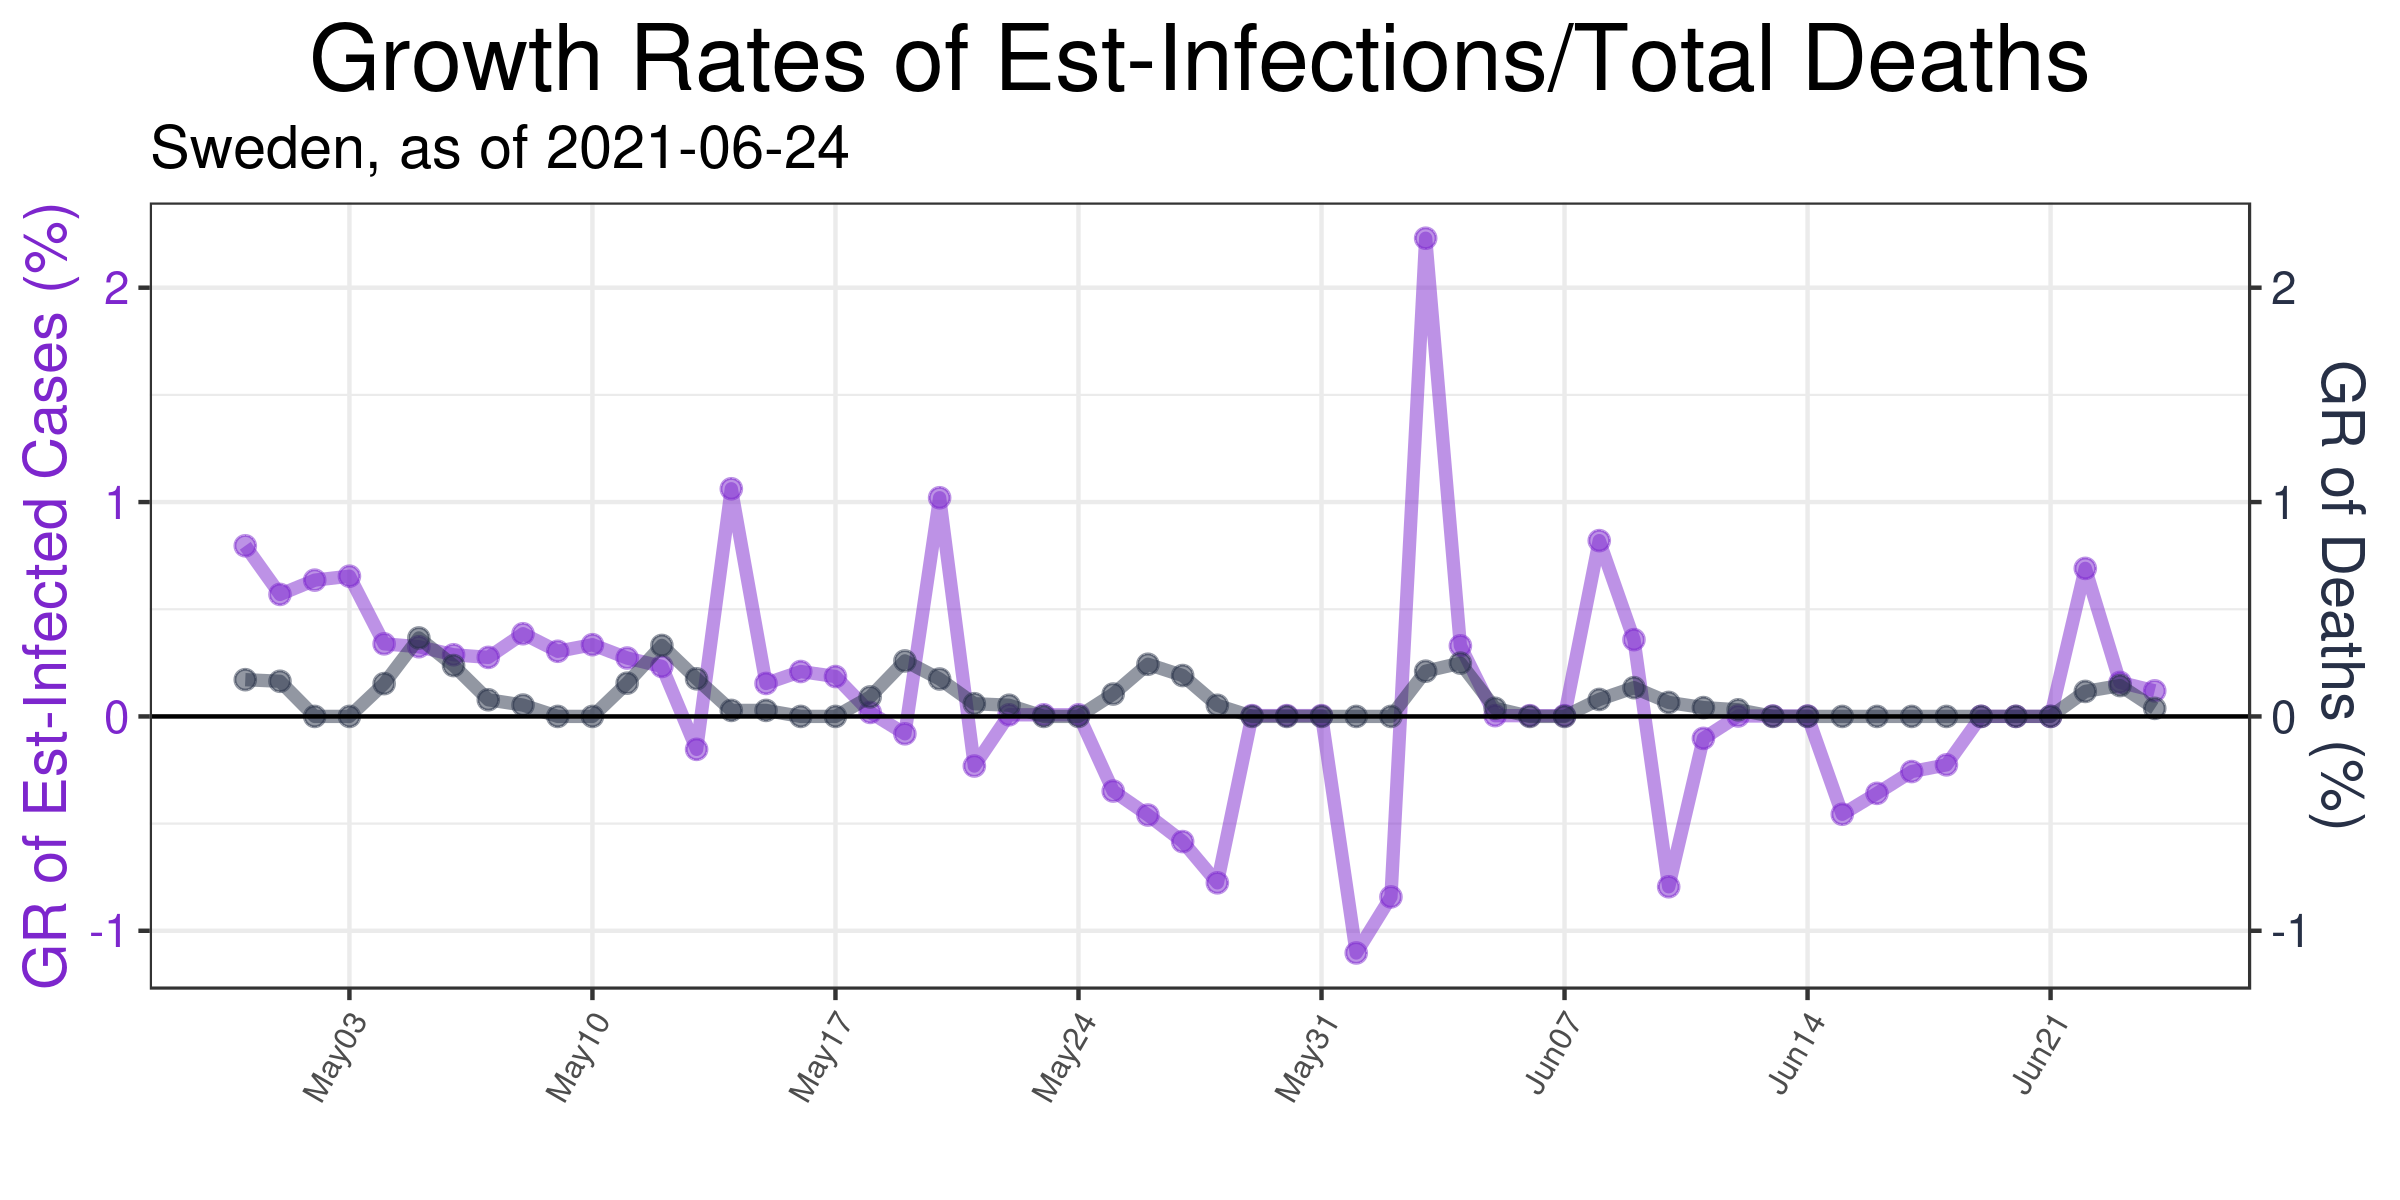 Growth Rates of Est-Infections/Total Deaths
Sweden, as of 2021-06-24
GR of Est-Infected Cases (%)
2
1
0
-1
2
1
0
-1
GR of Deaths (%)
May03
May10
May17
May24
May31
Jun07
Jun14
Jun21